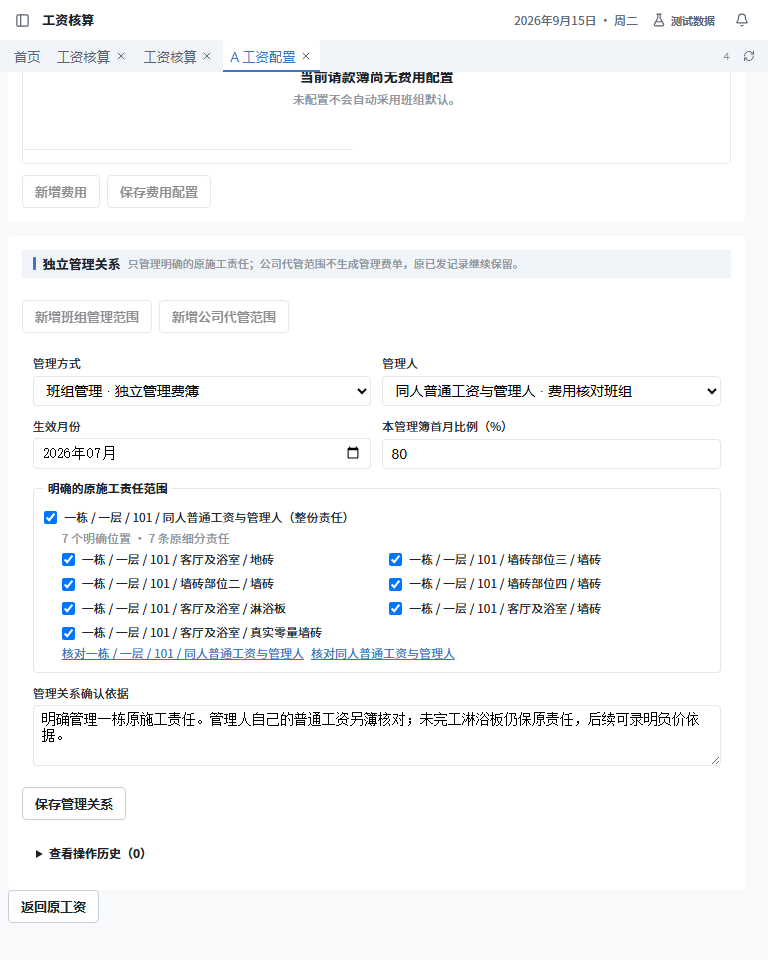 工资核算
2026年9月15日 · 周二 测试数据
首页 工资核算 × 工资核算 × A 工资配置 × 4
当前请款簿尚无费用配置
未配置不会自动采用班组默认。
新增费用 保存费用配置
独立管理关系 只管理明确的原施工责任；公司代管范围不生成管理费单，原已发记录继续保留。
新增班组管理范围 新增公司代管范围
管理方式 管理人
班组管理 · 独立管理费簿 同人普通工资与管理人 · 费用核对班组
生效月份 本管理簿首月比例（%）
2026年07月 80
明确的原施工责任范围
一栋 / 一层 / 101 / 同人普通工资与管理人（整份责任）
7 个明确位置 · 7 条原细分责任
一栋 / 一层 / 101 / 客厅及浴室 / 地砖 一栋 / 一层 / 101 / 墙砖部位三 / 墙砖
一栋 / 一层 / 101 / 墙砖部位二 / 墙砖 一栋 / 一层 / 101 / 墙砖部位四 / 墙砖
一栋 / 一层 / 101 / 客厅及浴室 / 淋浴板 一栋 / 一层 / 101 / 客厅及浴室 / 墙砖
一栋 / 一层 / 101 / 客厅及浴室 / 真实零量墙砖
核对一栋 / 一层 / 101 / 同人普通工资与管理人 核对同人普通工资与管理人
管理关系确认依据
明确管理一栋原施工责任。管理人自己的普通工资另簿核对；未完工淋浴板仍保原责任，后续可录明负价依
据。
保存管理关系
查看操作历史（0）
返回原工资